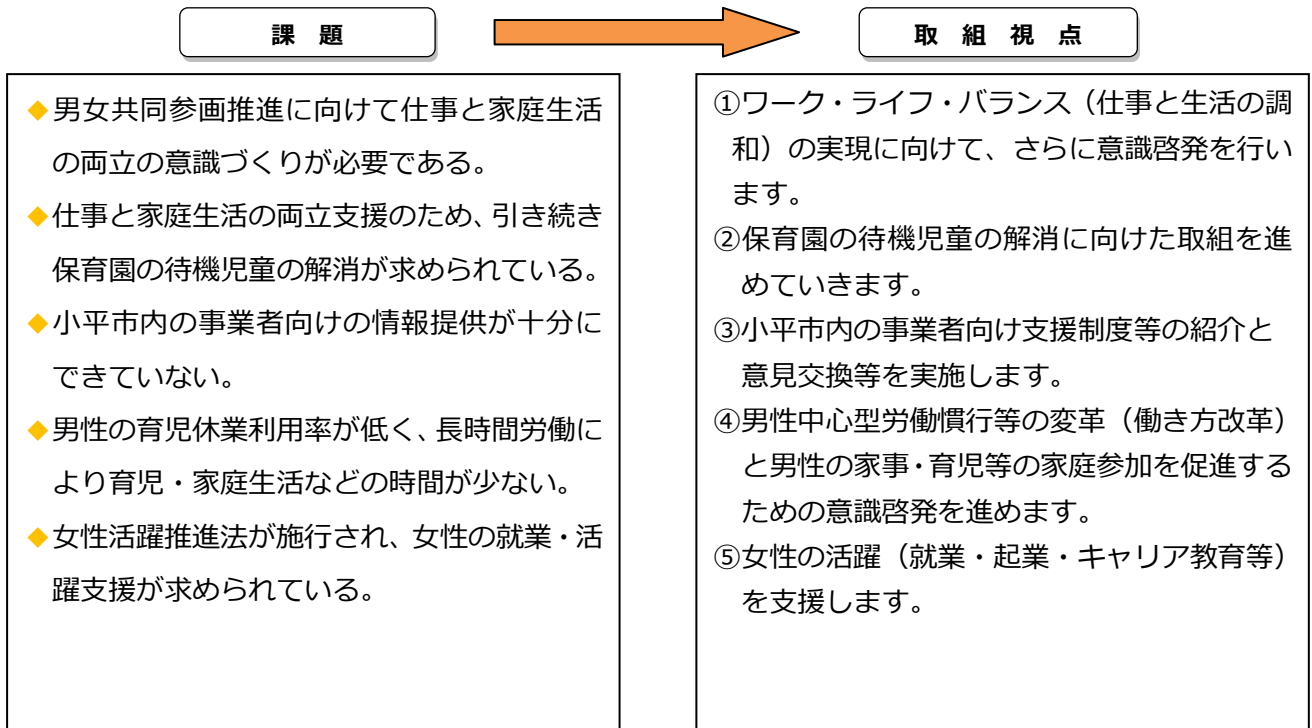 課 題
取 組 視 点
◆男女共同参画推進に向けて仕事と家庭生活
の両立の意識づくりが必要である。
◆仕事と家庭生活の両立支援のため、引き続き
保育園の待機児童の解消が求められている。
◆小平市内の事業者向けの情報提供が十分に
できていない。
◆男性の育児休業利用率が低く、長時間労働に
より育児・家庭生活などの時間が少ない。
◆女性活躍推進法が施行され、女性の就業・活
躍支援が求められている。
①ワーク・ライフ・バランス（仕事と生活の調
和）の実現に向けて、さらに意識啓発を行い
ます。
②保育園の待機児童の解消に向けた取組を進
めていきます。
③小平市内の事業者向け支援制度等の紹介と
意見交換等を実施します。
④男性中心型労働慣行等の変革（働き方改革）
と男性の家事・育児等の家庭参加を促進する
ための意識啓発を進めます。
⑤女性の活躍（就業・起業・キャリア教育等）
を支援します。